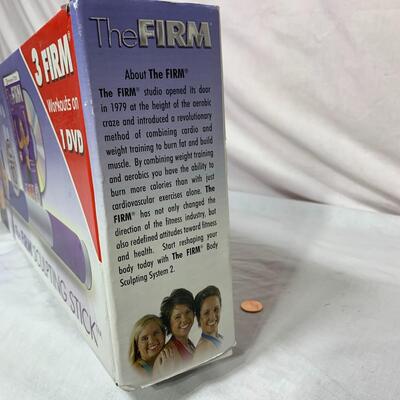 3 FIRM®
Workouts on
1 DVD
FIRM
SCULPTING STICK™
The FIRM®
About The FIRM®
The FIRM® studio opened its door
in 1979 at the height of the aerobic
craze and introduced a revolutionary
method of combining cardio and
weight training to burn fat and build
muscle. By combining weight training
and aerobics you have the ability to
burn more calories than with just
cardiovascular exercises alone. The
FIRM® has not only changed the
direction of the fitness industry, but
also redefined attitudes toward fitness
and health. Start reshaping your
body today with The FIRM® Body
Sculpting System 2.